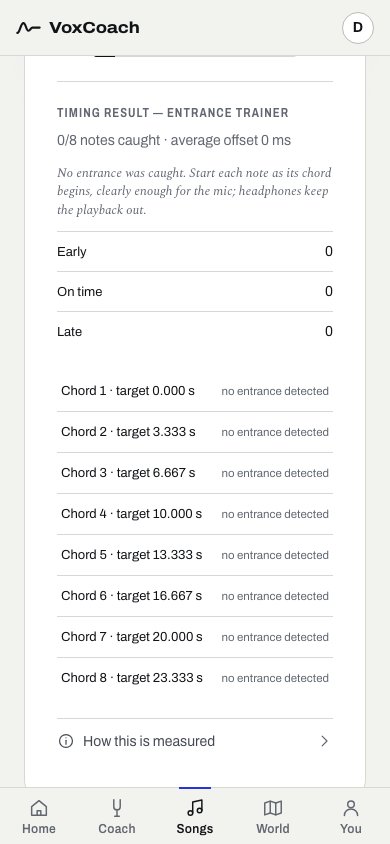 VoxCoach
D
TIMING RESULT — ENTRANCE TRAINER
0/8 notes caught · average offset 0 ms
No entrance was caught. Start each note as its chord
begins, clearly enough for the mic; headphones keep
the playback out.
Early 0
On time 0
Late 0
Chord 1 · target 0.000 s no entrance detected
Chord 2 · target 3.333 s no entrance detected
Chord 3 · target 6.667 s no entrance detected
Chord 4 · target 10.000 s no entrance detected
Chord 5 · target 13.333 s no entrance detected
Chord 6 · target 16.667 s no entrance detected
Chord 7 · target 20.000 s no entrance detected
Chord 8 · target 23.333 s no entrance detected
How this is measured
Home Coach Songs World You